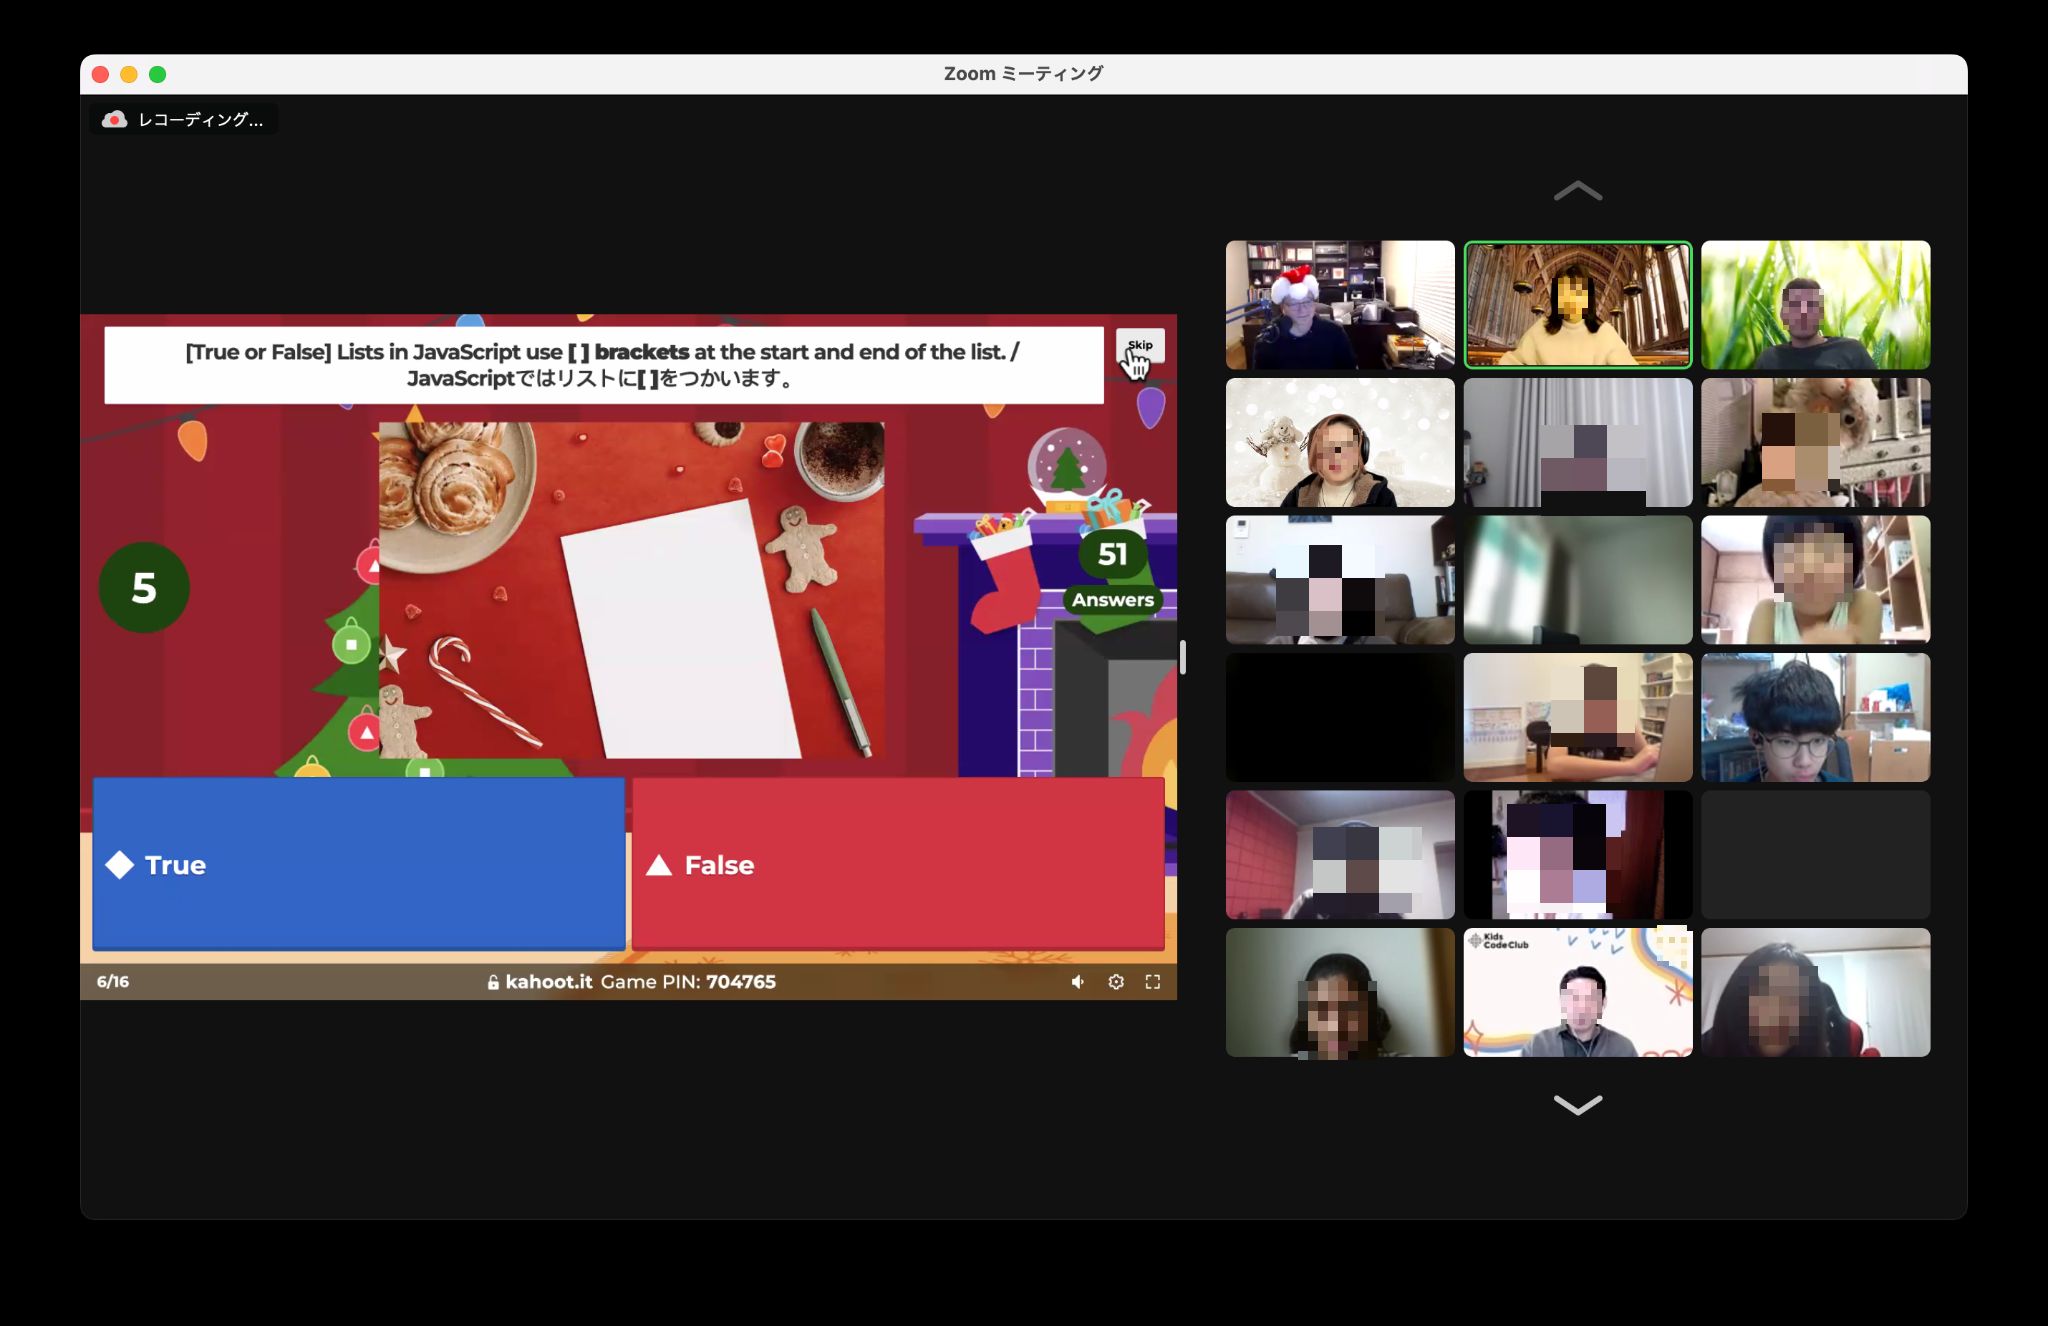 Zoom ミーティング
レコーディング...
[True or False] Lists in JavaScript use [ ] brackets at the start and end of the list. /
JavaScriptではリストに[ ]をつかいます。
Skip
5
51
Answers
True
False
6/16
kahoot.it Game PIN: 704765
Kids
Code Club